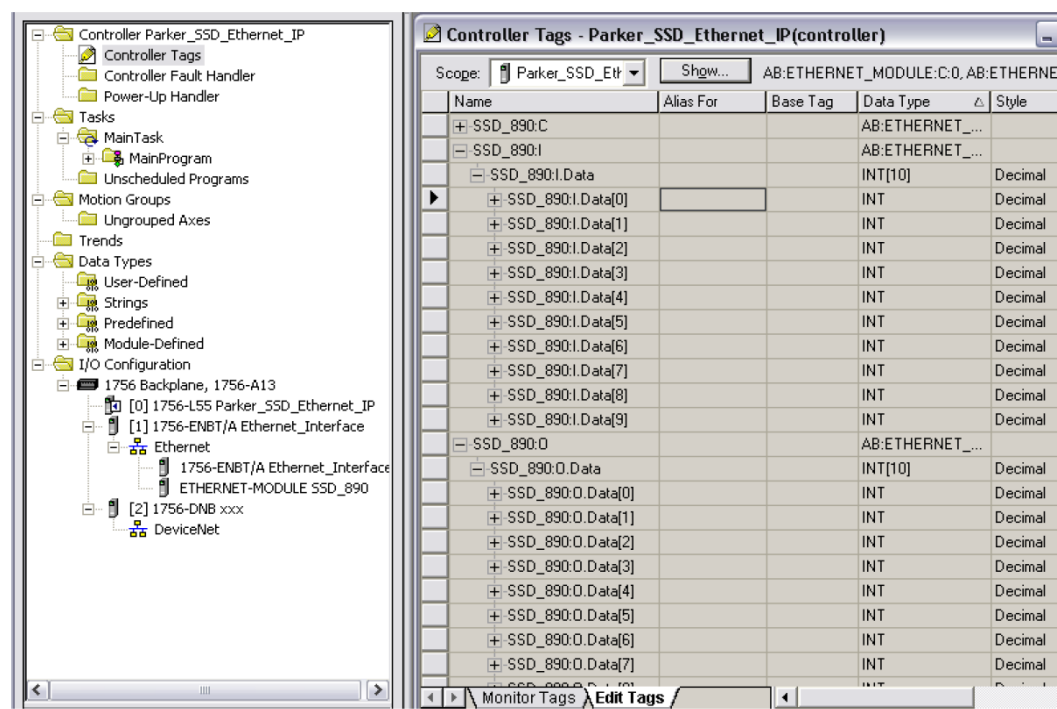 Controller Parker_SSD_Ethernet_IP
Controller Tags
Controller Fault Handler
Power-Up Handler
Tasks
MainTask
MainProgram
Unscheduled Programs
Motion Groups
Ungrouped Axes
Trends
Data Types
User-Defined
Strings
Predefined
Module-Defined
I/O Configuration
1756 Backplane, 1756-A13
[0] 1756-L55 Parker_SSD_Ethernet_IP
[1] 1756-ENBT/A Ethernet_Interface
Ethernet
1756-ENBT/A Ethernet_Interface
ETHERNET-MODULE SSD_890
[2] 1756-DNB xxx
DeviceNet
Controller Tags - Parker_SSD_Ethernet_IP(controller)
Scope: Parker_SSD_Eth Show... AB:ETHERNET_MODULE:C:0, AB:ETHERNE
Name Alias For Base Tag Data Type Style
SSD_890:C AB:ETHERNET_...
SSD_890:I AB:ETHERNET_...
SSD_890:I.Data INT[10] Decimal
SSD_890:I.Data[0] INT Decimal
SSD_890:I.Data[1] INT Decimal
SSD_890:I.Data[2] INT Decimal
SSD_890:I.Data[3] INT Decimal
SSD_890:I.Data[4] INT Decimal
SSD_890:I.Data[5] INT Decimal
SSD_890:I.Data[6] INT Decimal
SSD_890:I.Data[7] INT Decimal
SSD_890:I.Data[8] INT Decimal
SSD_890:I.Data[9] INT Decimal
SSD_890:O AB:ETHERNET_...
SSD_890:O.Data INT[10] Decimal
SSD_890:O.Data[0] INT Decimal
SSD_890:O.Data[1] INT Decimal
SSD_890:O.Data[2] INT Decimal
SSD_890:O.Data[3] INT Decimal
SSD_890:O.Data[4] INT Decimal
SSD_890:O.Data[5] INT Decimal
SSD_890:O.Data[6] INT Decimal
SSD_890:O.Data[7] INT Decimal
Monitor Tags Edit Tags